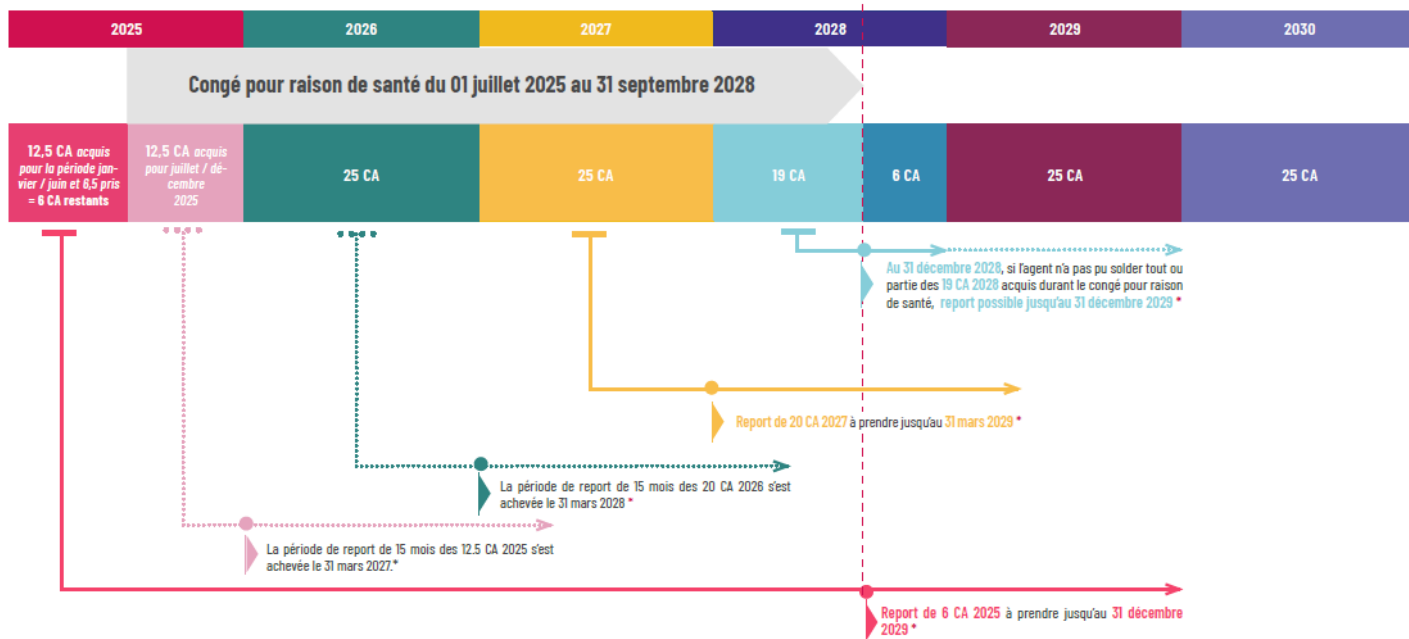 2025 2026 2027 2028 2029 2030
Congé pour raison de santé du 01 juillet 2025 au 31 septembre 2028
12,5 CA acquis
pour la période jan-
vier / juin et 6,5 pris
= 6 CA restants
12,5 CA acquis
pour juillet / dé-
cembre
2025
25 CA
25 CA
19 CA
6 CA
25 CA
25 CA
Au 31 décembre 2028, si l'agent n'a pas pu solder tout ou
partie des 19 CA 2028 acquis durant le congé pour raison
de santé, report possible jusqu'au 31 décembre 2029 *
Report de 20 CA 2027 à prendre jusqu'au 31 mars 2029 *
La période de report de 15 mois des 20 CA 2026 s'est
achevée le 31 mars 2028 *
La période de report de 15 mois des 12.5 CA 2025 s'est
achevée le 31 mars 2027.*
Report de 6 CA 2025 à prendre jusqu'au 31 décembre
2029 *